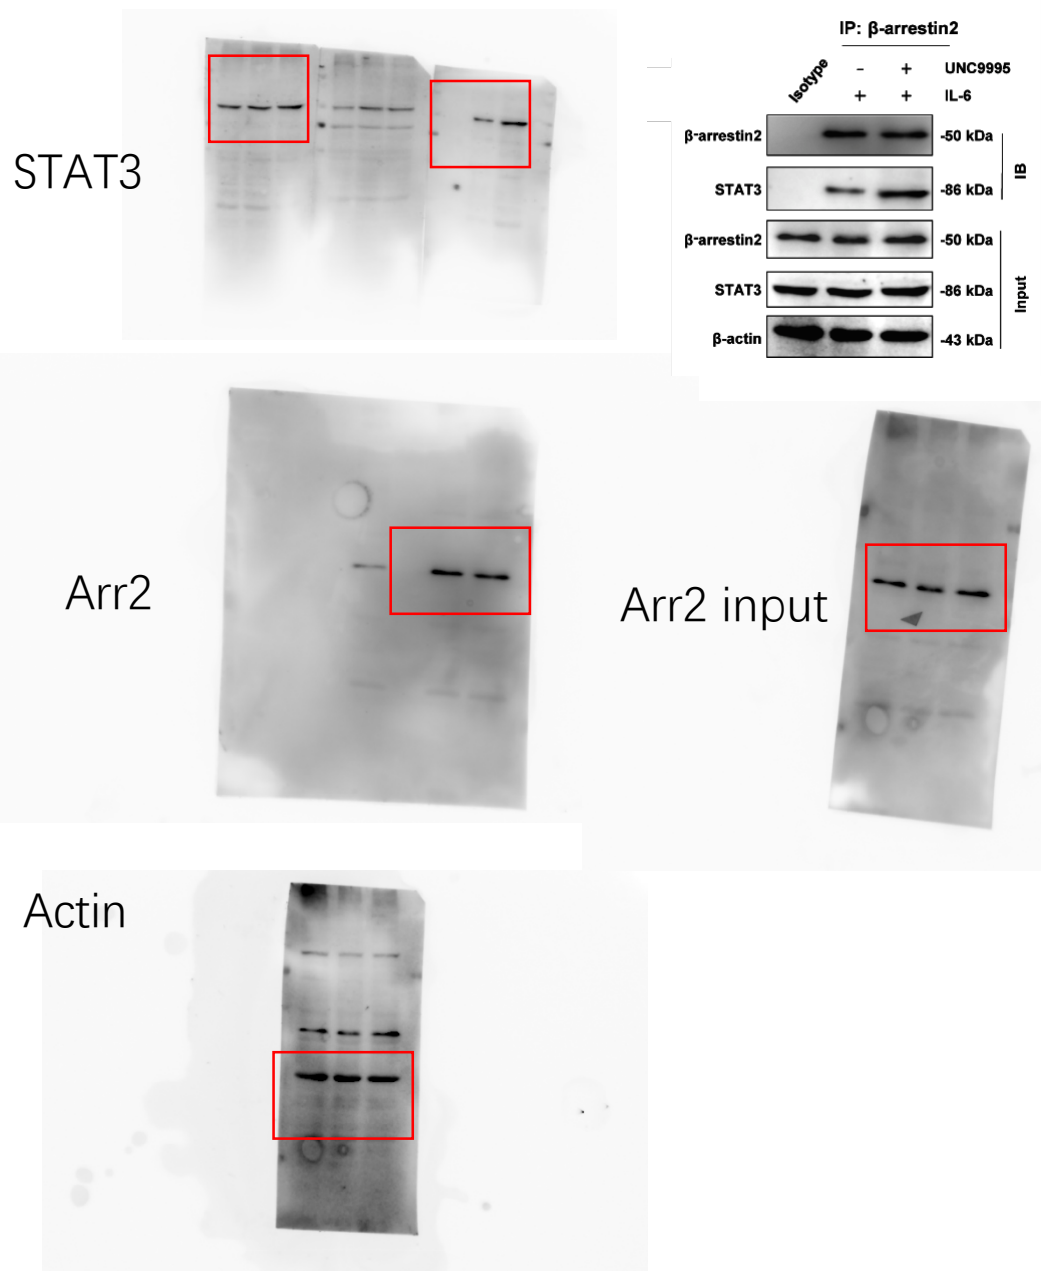 IP: β-arrestin2
Isotype
- + UNC9995
+ + IL-6
β-arrestin2 -50 kDa
STAT3 -86 kDa
IB
β-arrestin2 -50 kDa
STAT3 -86 kDa
β-actin -43 kDa
Input
STAT3
Arr2
Arr2 input
Actin